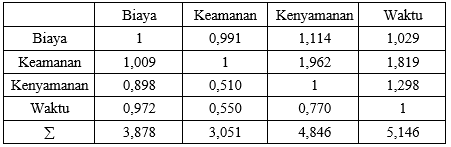 Biaya Keamanan Kenyamanan Waktu
Biaya 1 0,991 1,114 1,029
Keamanan 1,009 1 1,962 1,819
Kenyamanan 0,898 0,510 1 1,298
Waktu 0,972 0,550 0,770 1
∑ 3,878 3,051 4,846 5,146